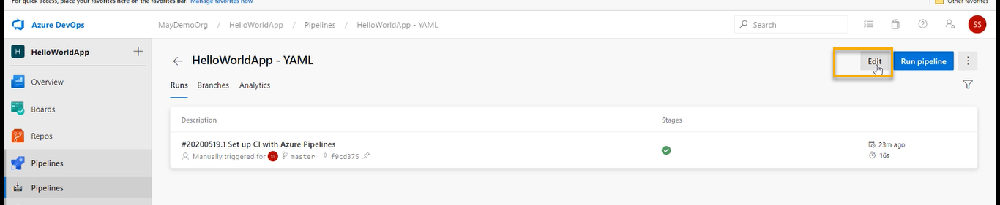 For quick access, place your favorites here on the favorites bar. Manage favorites now
Other favorites
Azure DevOps
MayDemoOrg / HelloWorldApp / Pipelines / HelloWorldApp - YAML
Search
SS
H HelloWorldApp
HelloWorldApp - YAML
Edit
Run pipeline
Overview
Runs Branches Analytics
Boards
Description
Stages
Repos
#20200519.1 Set up CI with Azure Pipelines
23m ago
Manually triggered for SS master f9cd375
16s
Pipelines
Pipelines